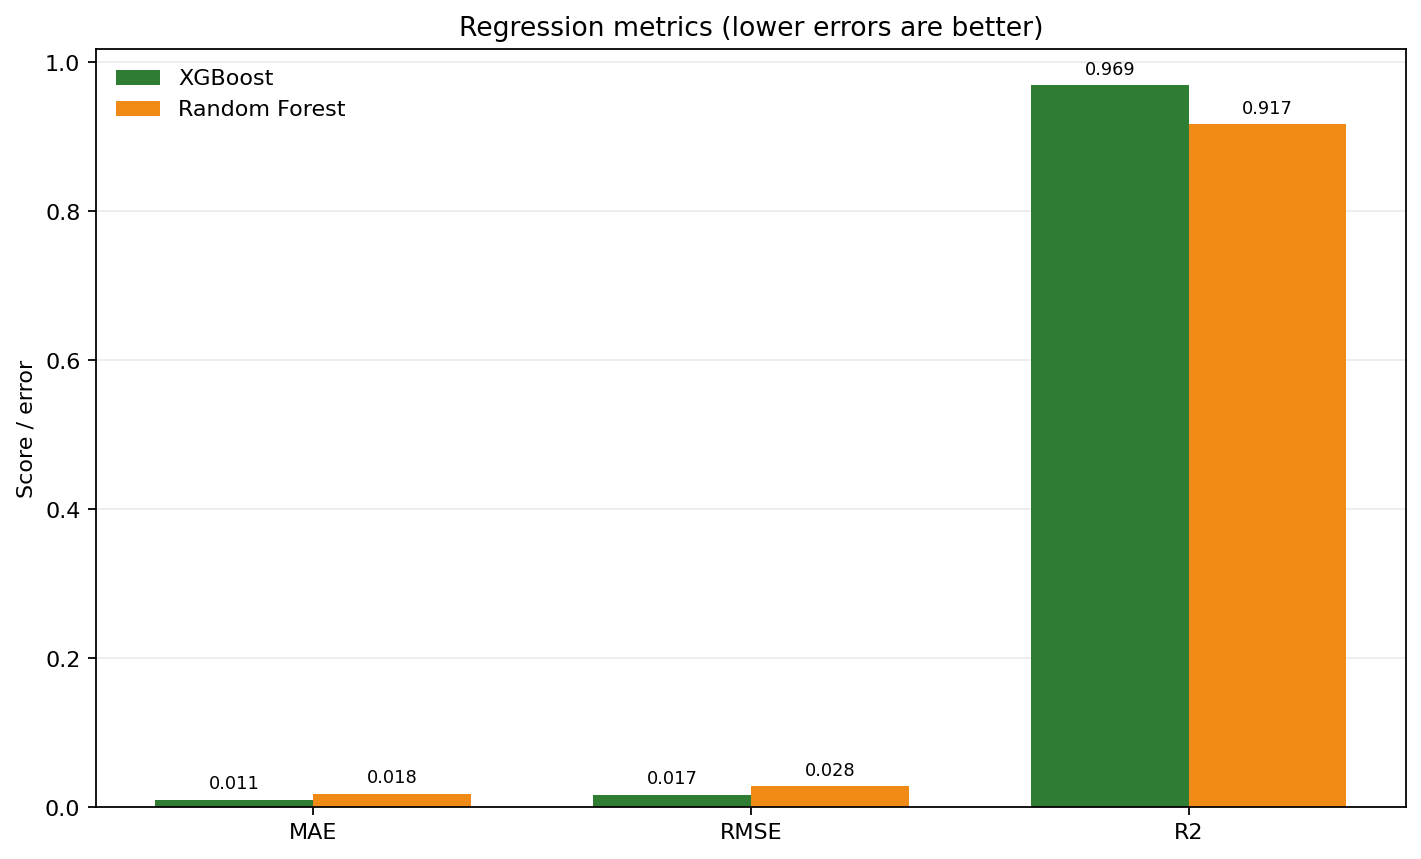 Regression metrics (lower errors are better)
XGBoost
Random Forest
Score / error
1.0
0.8
0.6
0.4
0.2
0.0
0.011
0.018
0.017
0.028
0.969
0.917
MAE
RMSE
R2